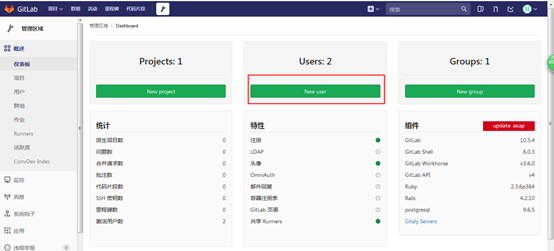 GitLab 项目 群组 活动 里程碑 代码片段 搜索
管理区域
管理区域 > Dashboard
概述
仪表板
项目
用户
群组
作业
Runners
活跃度
ConvDev Index
监控
消息
系统钩子
应用
违规举报 0
Projects: 1
New project
Users: 2
New user
Groups: 1
New group
统计
派生项目数 0
问题数 0
合并请求数 0
批注数 0
代码片段数 0
SSH 密钥数 0
里程碑数 0
激活用户数 2
特性
注册
LDAP
头像
OmniAuth
邮件回复
容器注册表
GitLab 页面
共享 Runners
组件 update asap
GitLab 10.5.4
GitLab Shell 6.0.3
GitLab Workhorse v3.6.0
GitLab API v4
Ruby 2.3.6p384
Rails 4.2.10
postgresql 9.6.5
Gitaly Servers